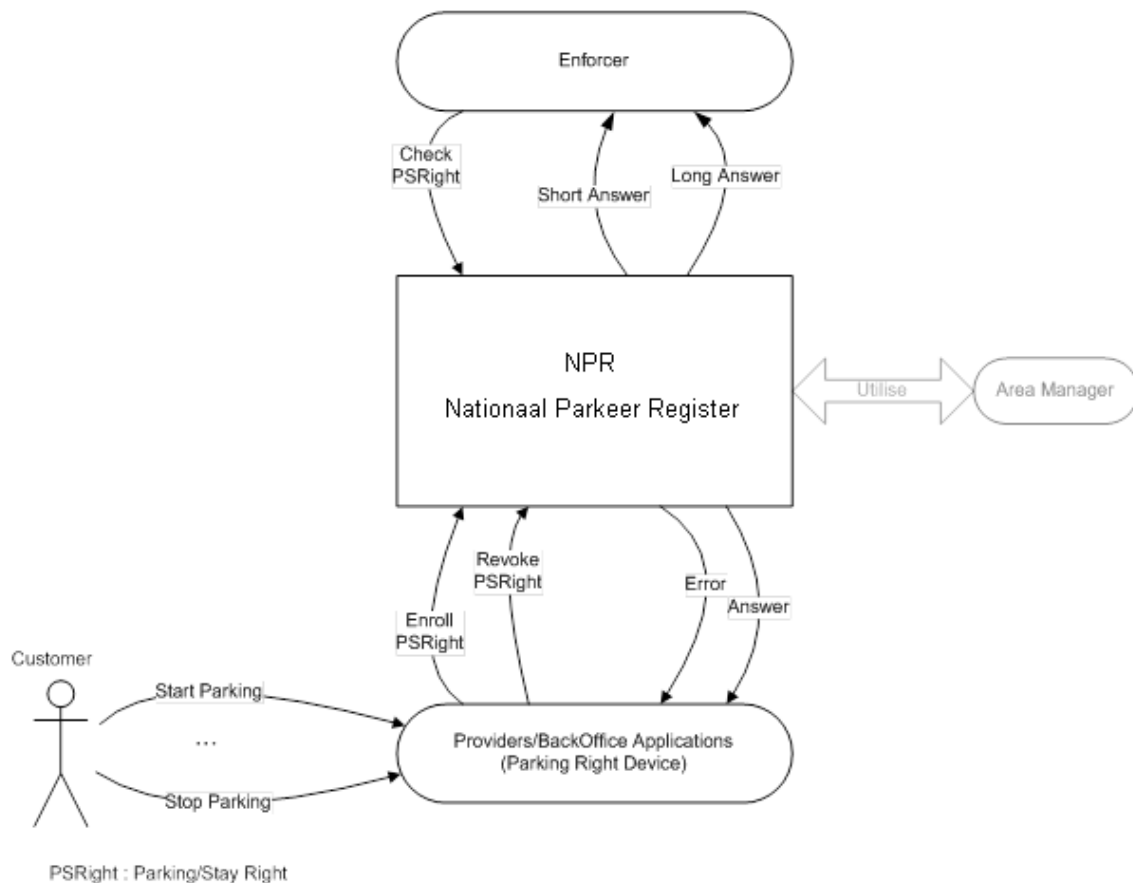 Enforcer
Check
PSRight
Short Answer
Long Answer
NPR
Nationaal Parkeer Register
Utilise
Area Manager
Revoke
PSRight
Error
Answer
Enroll
PSRight
Customer
Start Parking
...
Stop Parking
Providers/BackOffice Applications
(Parking Right Device)
PSRight : Parking/Stay Right